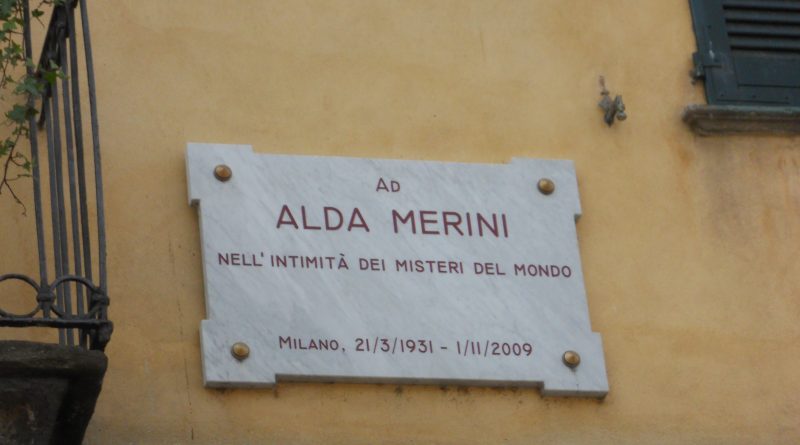 AD
ALDA MERINI
NELL'INTIMITÀ DEI MISTERI DEL MONDO
MILANO, 21/3/1931 - 1/11/2009